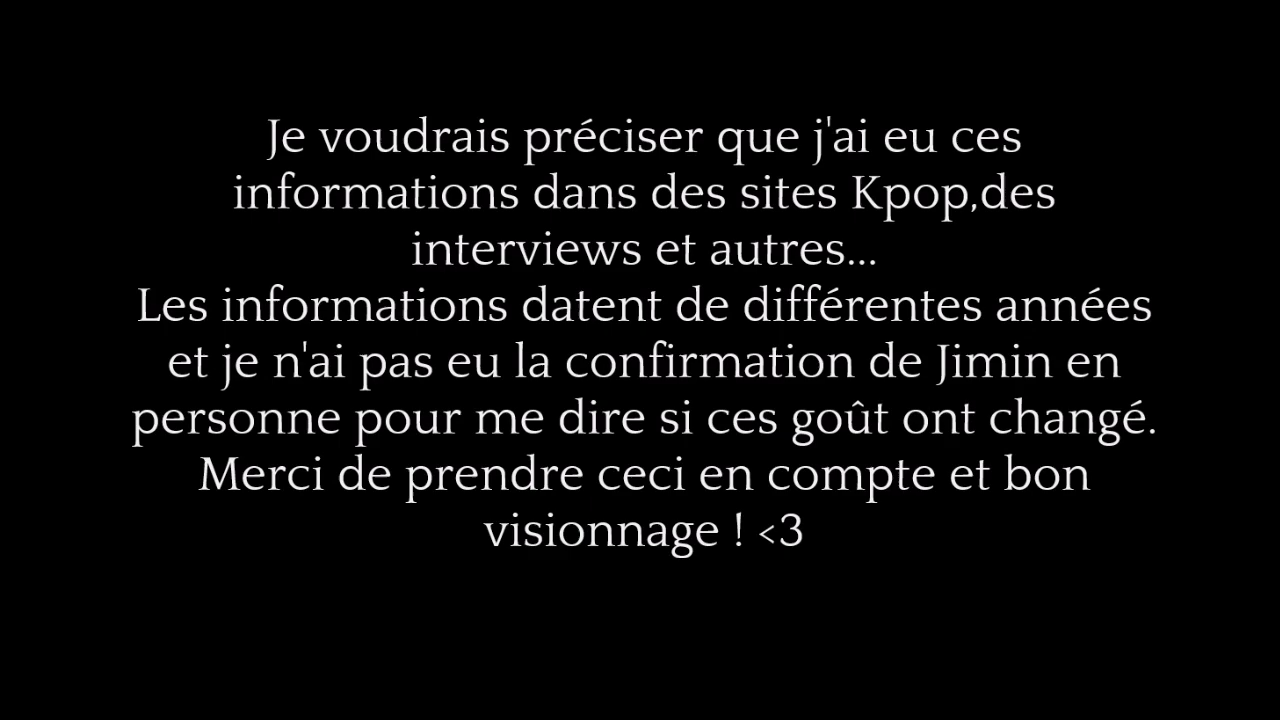 Je voudrais préciser que j'ai eu ces
informations dans des sites Kpop,des
interviews et autres...
Les informations datent de différentes années
et je n'ai pas eu la confirmation de Jimin en
personne pour me dire si ces goût ont changé.
Merci de prendre ceci en compte et bon
visionnage ! <3